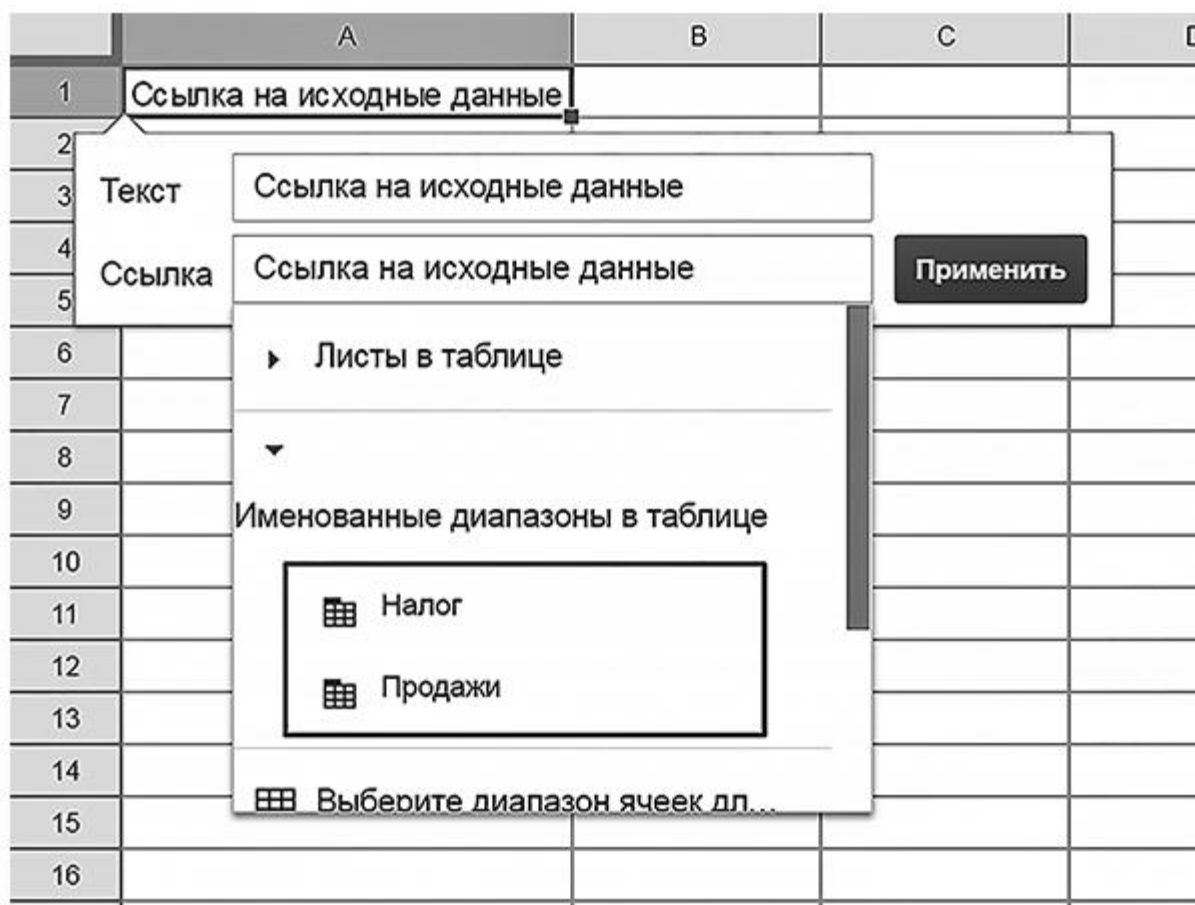 A B C D
1 Ссылка на исходные данные
2
3 Текст Ссылка на исходные данные
4
Ссылка Ссылка на исходные данные Применить
5
6 Листы в таблице
7
8
9 Именованные диапазоны в таблице
10
11 Налог
12
13 Продажи
14
Выберите диапазон ячеек дл...
15
16